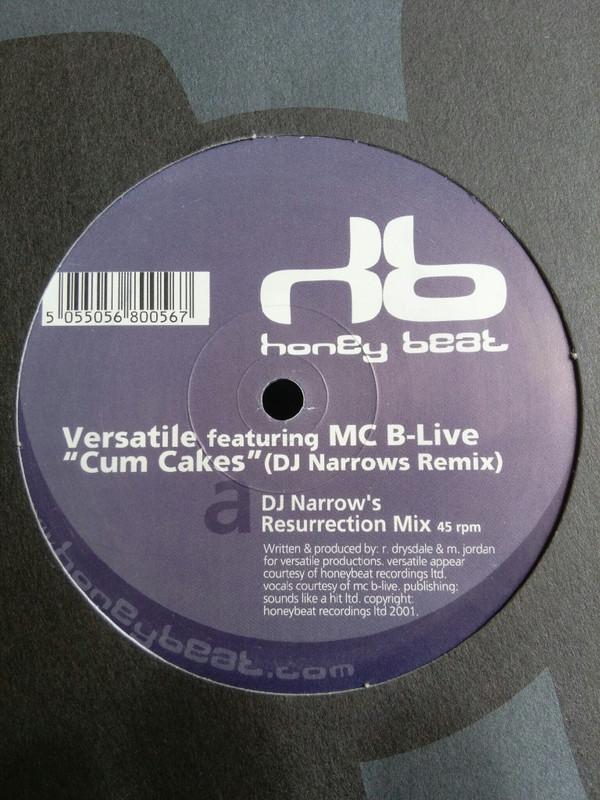 hb
honey beat
5 055056 800567
Versatile featuring MC B-Live
"Cum Cakes" (DJ Narrows Remix)
a
DJ Narrow's
Resurrection Mix 45 rpm
Written & produced by: r. drysdale & m. jordan
for versatile productions. versatile appear
courtesy of honeybeat recordings ltd.
vocals courtesy of mc b-live. publishing:
sounds like a hit ltd. copyright:
honeybeat recordings ltd 2001.
www.honeybeat.com